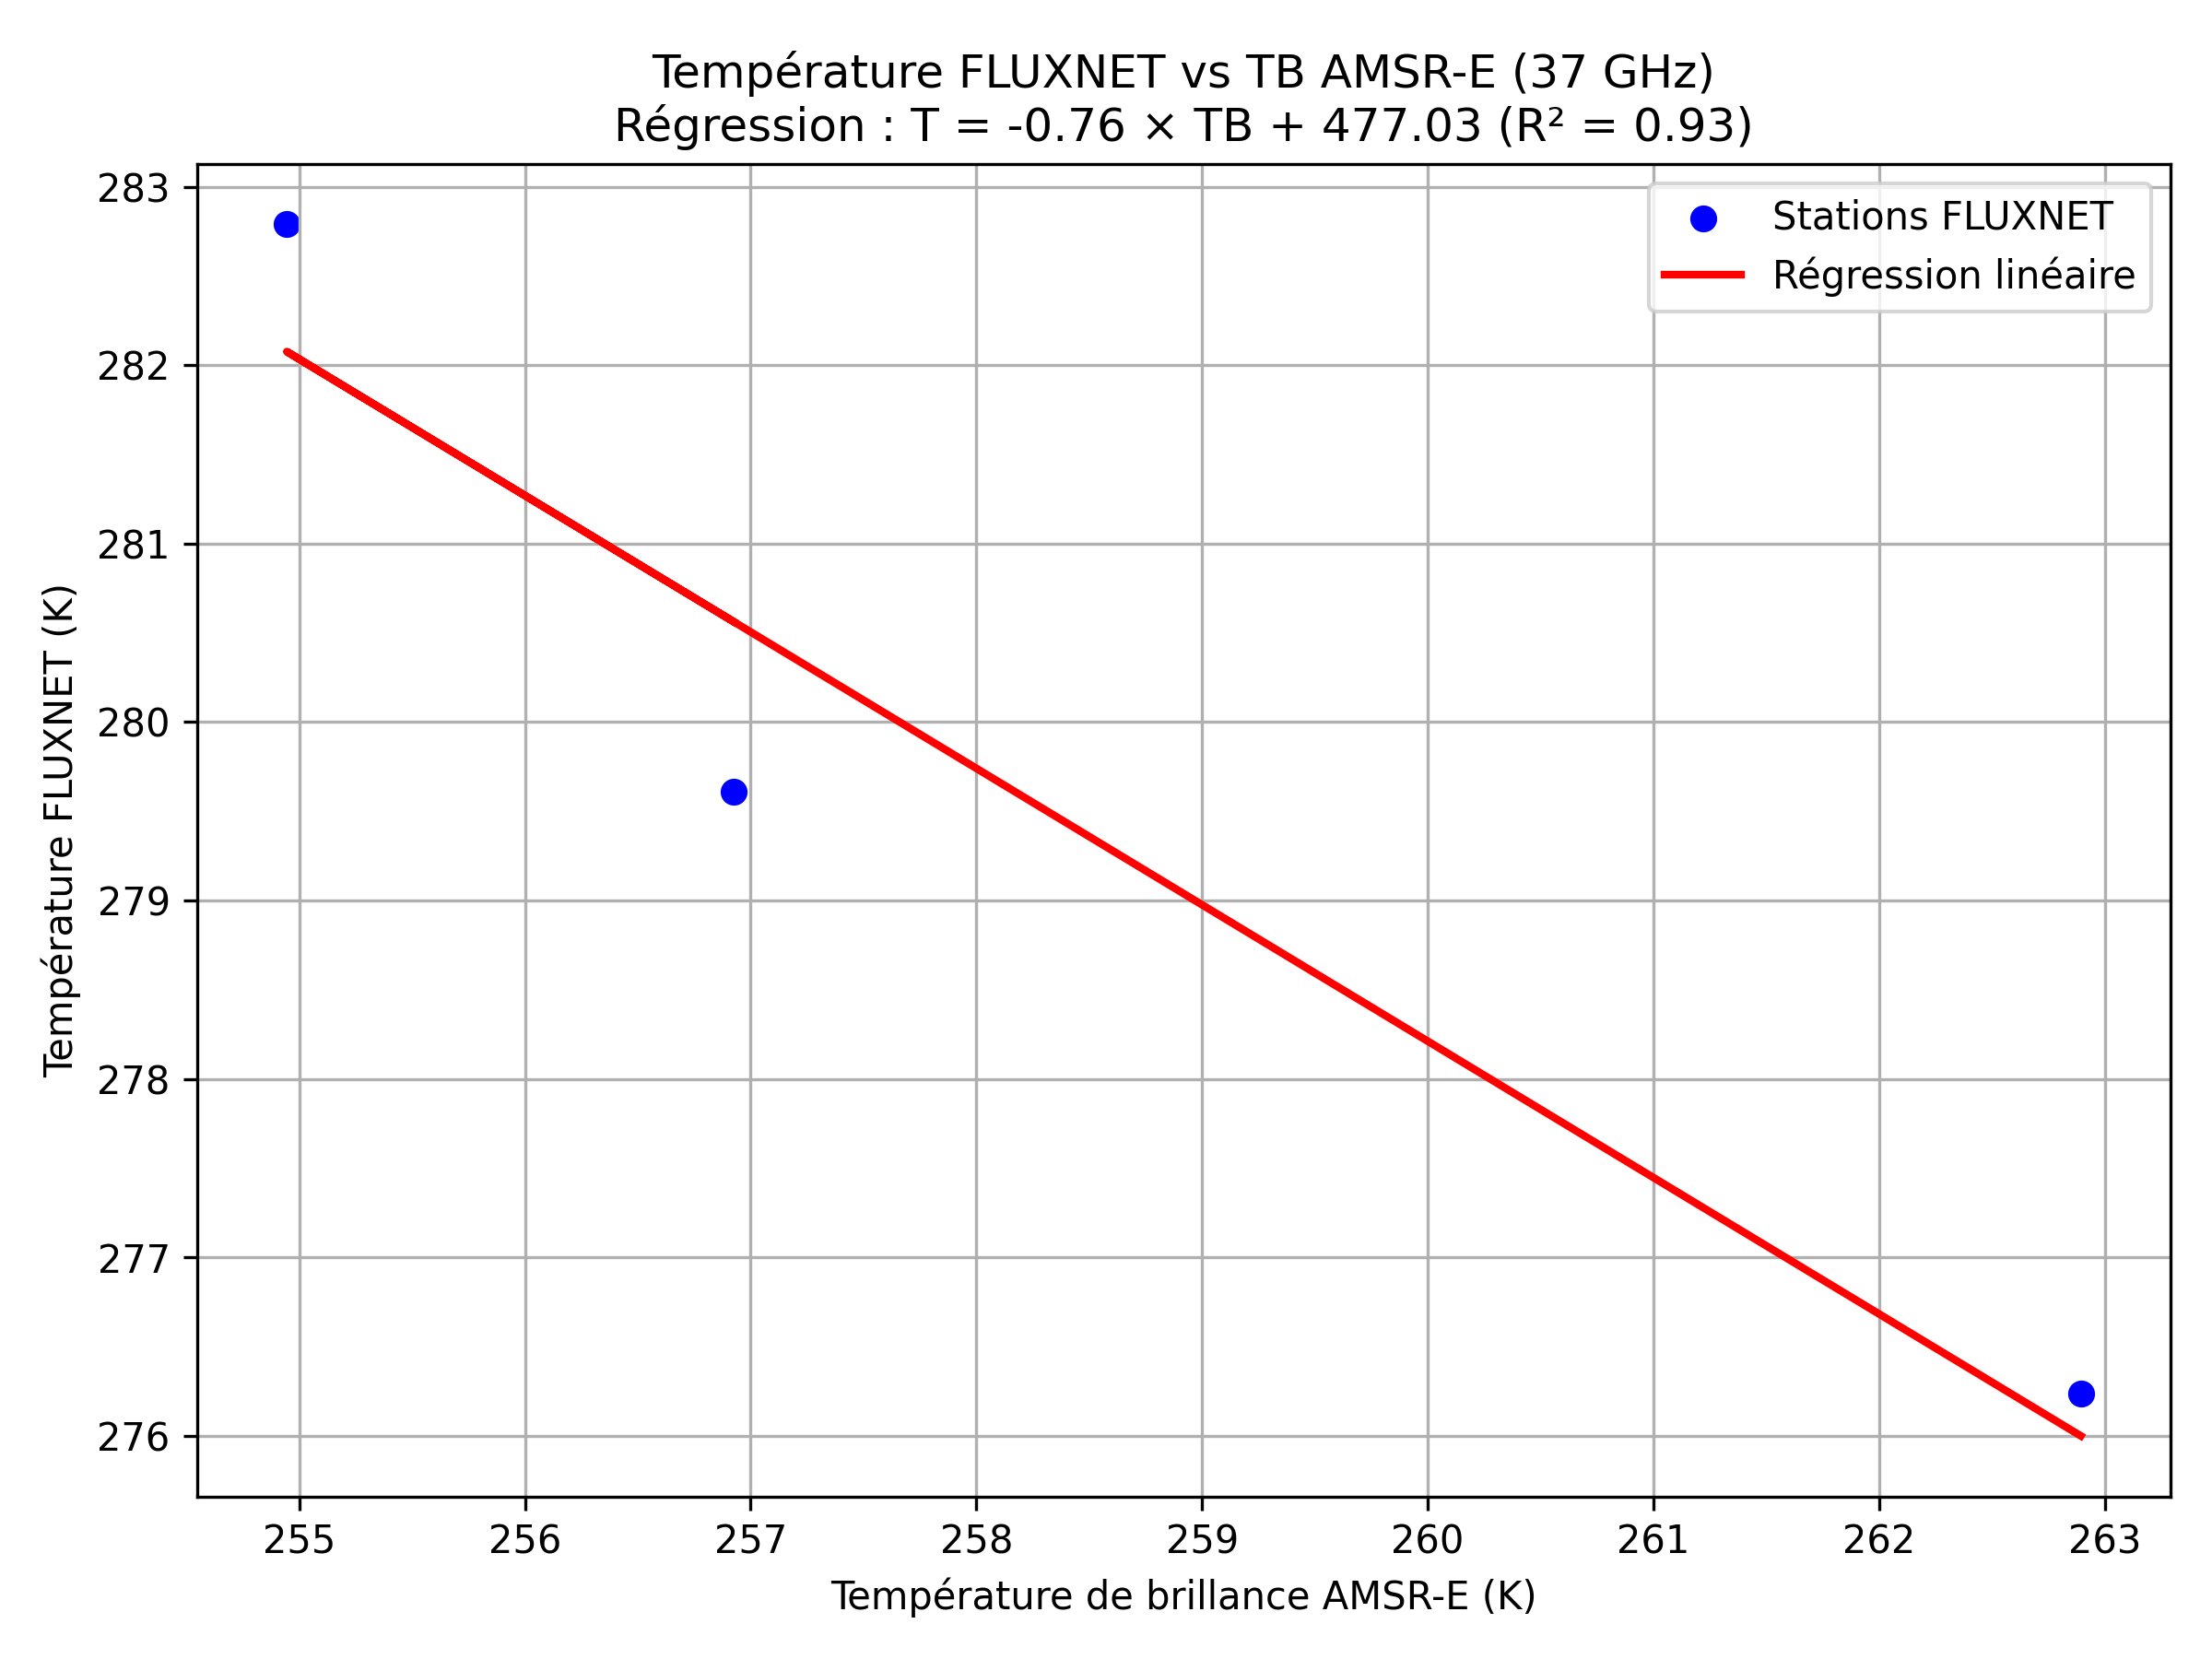 Température FLUXNET vs TB AMSR-E (37 GHz)
Régression : T = -0.76 × TB + 477.03 (R² = 0.93)
Stations FLUXNET
Régression linéaire
Température FLUXNET (K)
283
282
281
280
279
278
277
276
255 256 257 258 259 260 261 262 263
Température de brillance AMSR-E (K)